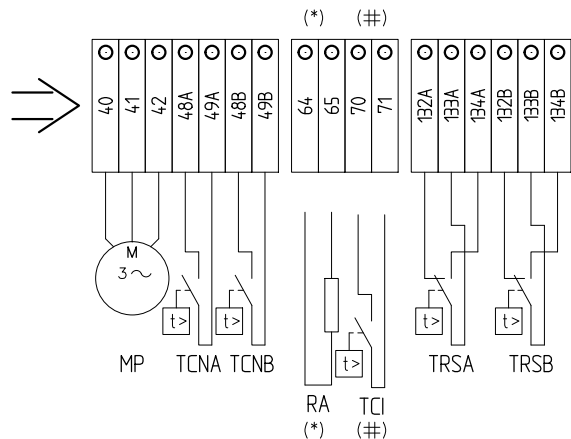 (*) (#)
40 41 42 48A 49A 48B 49B 64 65 70 71 132A 133A 134A 132B 133B 134B
M
3~
t> t> t> t>
t>
MP TCNA TCNB TRSA TRSB
RA TCI
(*) (#)